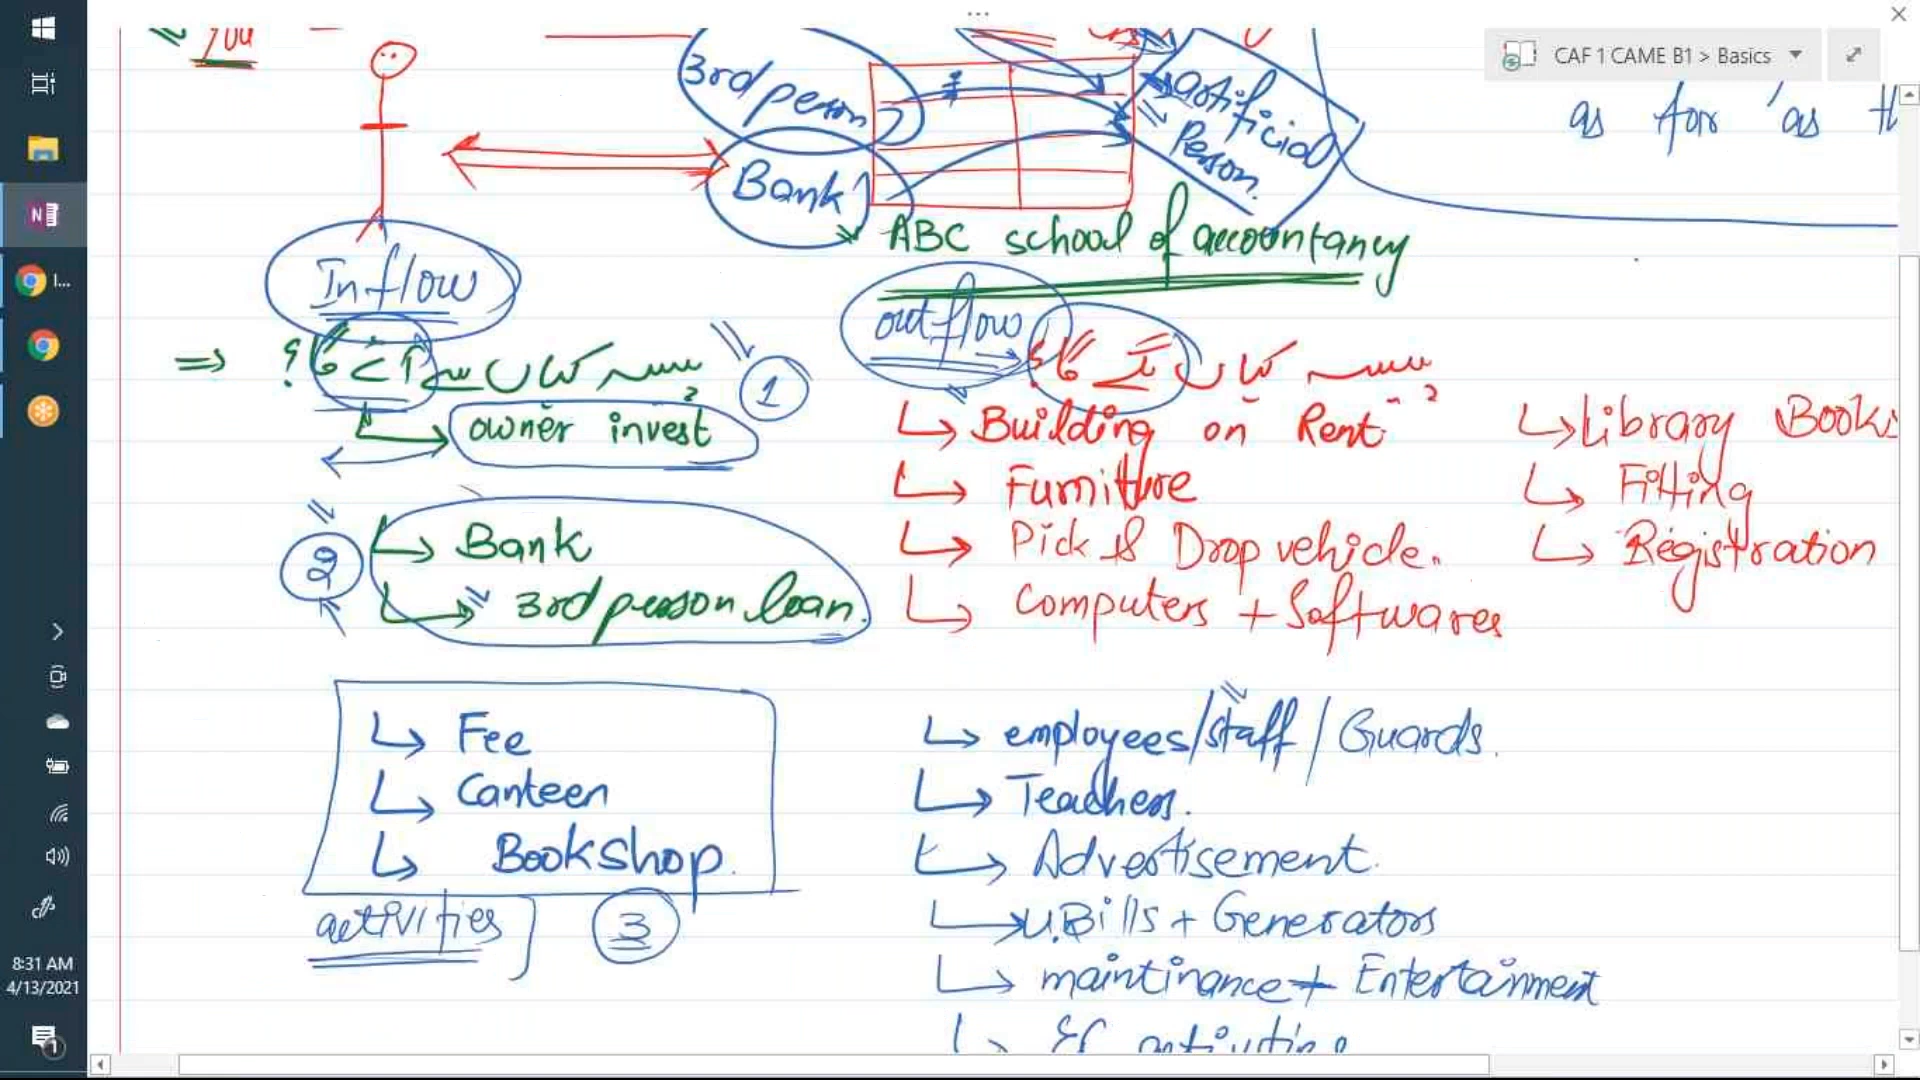 CAF 1 CAME B1 > Basics
You
3rd person
Bank
artificial
Person.
as for as th
ABC school of accountancy
Inflow
outflow
پیسہ کہاں سے آئے گا؟
1
پیسہ کہاں لگے گا؟
owner invest
Building on Rent
Library Books
Furniture
Fitting
2
Bank
Pick & Drop vehicle.
Registration
3rd person loan.
Computers + Softwares
Fee
employees/staff/Guards.
Canteen
Teachers.
Bookshop.
Advertisement.
activities
3
U.Bills + Generators
maintinance + Entertainment
I...
8:31 AM
4/13/2021
1